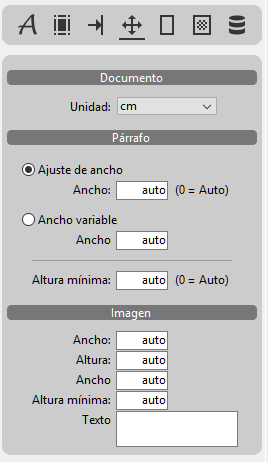 A
Documento
Unidad: cm
Párrafo
Ajuste de ancho
Ancho: auto (0 = Auto)
Ancho variable
Ancho auto
Altura mínima: auto (0 = Auto)
Imagen
Ancho: auto
Altura: auto
Ancho auto
Altura mínima: auto
Texto